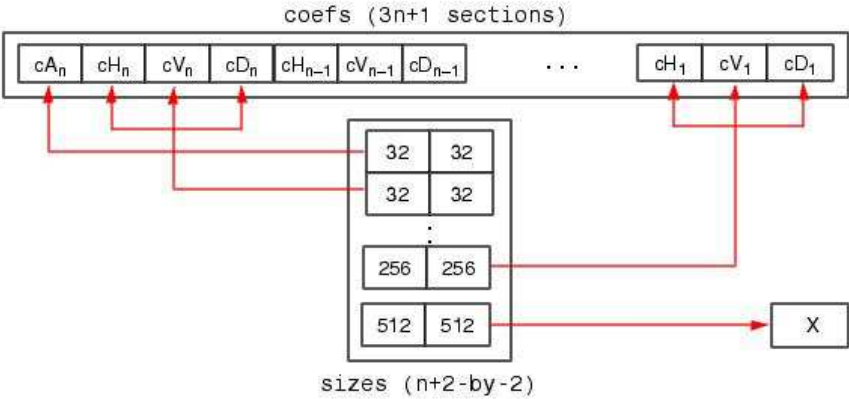 coefs (3n+1 sections)
cAn cHn cVn cDn cHn−1 cVn−1 cDn−1 ... cH1 cV1 cD1
32 32
32 32
256 256
512 512 X
sizes (n+2-by-2)